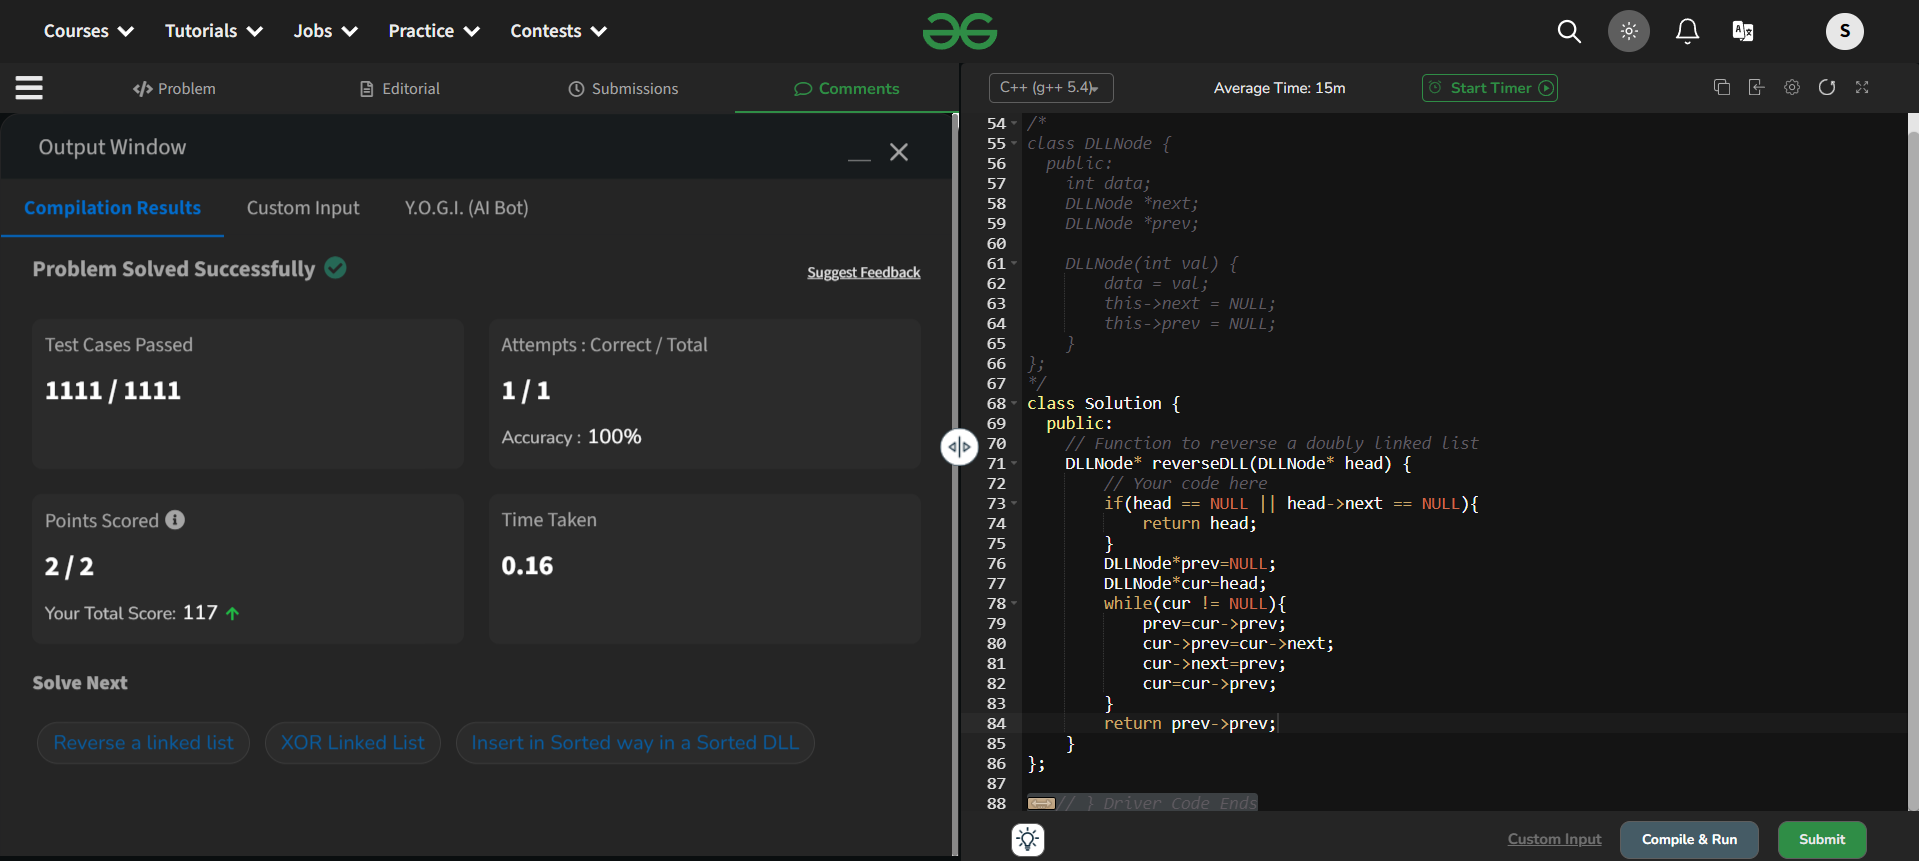 Courses Tutorials Jobs Practice Contests S
Problem Editorial Submissions Comments
Output Window
Compilation Results Custom Input Y.O.G.I. (AI Bot)
Problem Solved Successfully
Suggest Feedback
Test Cases Passed
1111 / 1111
Attempts : Correct / Total
1 / 1
Accuracy : 100%
Points Scored
2 / 2
Your Total Score: 117
Time Taken
0.16
Solve Next
Reverse a linked list XOR Linked List Insert in Sorted way in a Sorted DLL
C++ (g++ 5.4) Average Time: 15m Start Timer
54 /*
55 class DLLNode {
56   public:
57     int data;
58     DLLNode *next;
59     DLLNode *prev;
60
61     DLLNode(int val) {
62         data = val;
63         this->next = NULL;
64         this->prev = NULL;
65     }
66 };
67 */
68 class Solution {
69   public:
70     // Function to reverse a doubly linked list
71     DLLNode* reverseDLL(DLLNode* head) {
72         // Your code here
73         if(head == NULL || head->next == NULL){
74             return head;
75         }
76         DLLNode*prev=NULL;
77         DLLNode*cur=head;
78         while(cur != NULL){
79             prev=cur->prev;
80             cur->prev=cur->next;
81             cur->next=prev;
82             cur=cur->prev;
83         }
84         return prev->prev;
85     }
86 };
87
88 // } Driver Code Ends
Custom Input Compile & Run Submit